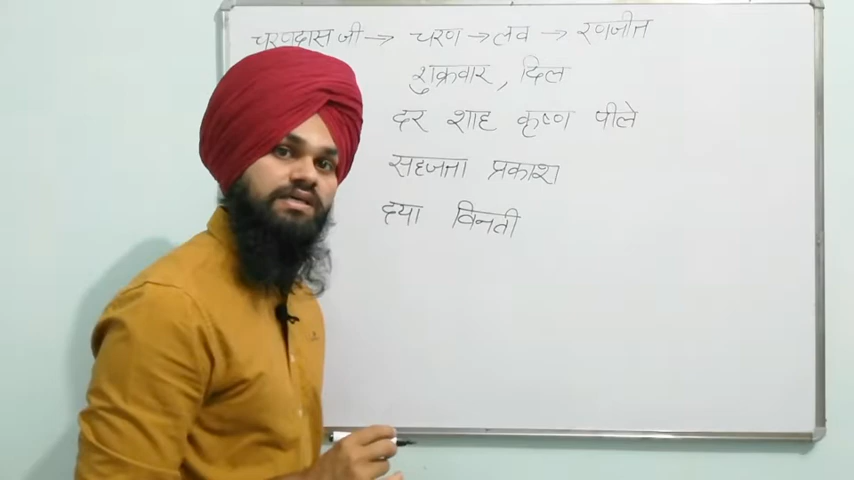 चरणदास जी → चरण → लव → रणजीत
शुक्रवार, दिल
दर शाह कृष्ण पीले
सहजना प्रकाश
दया विनती